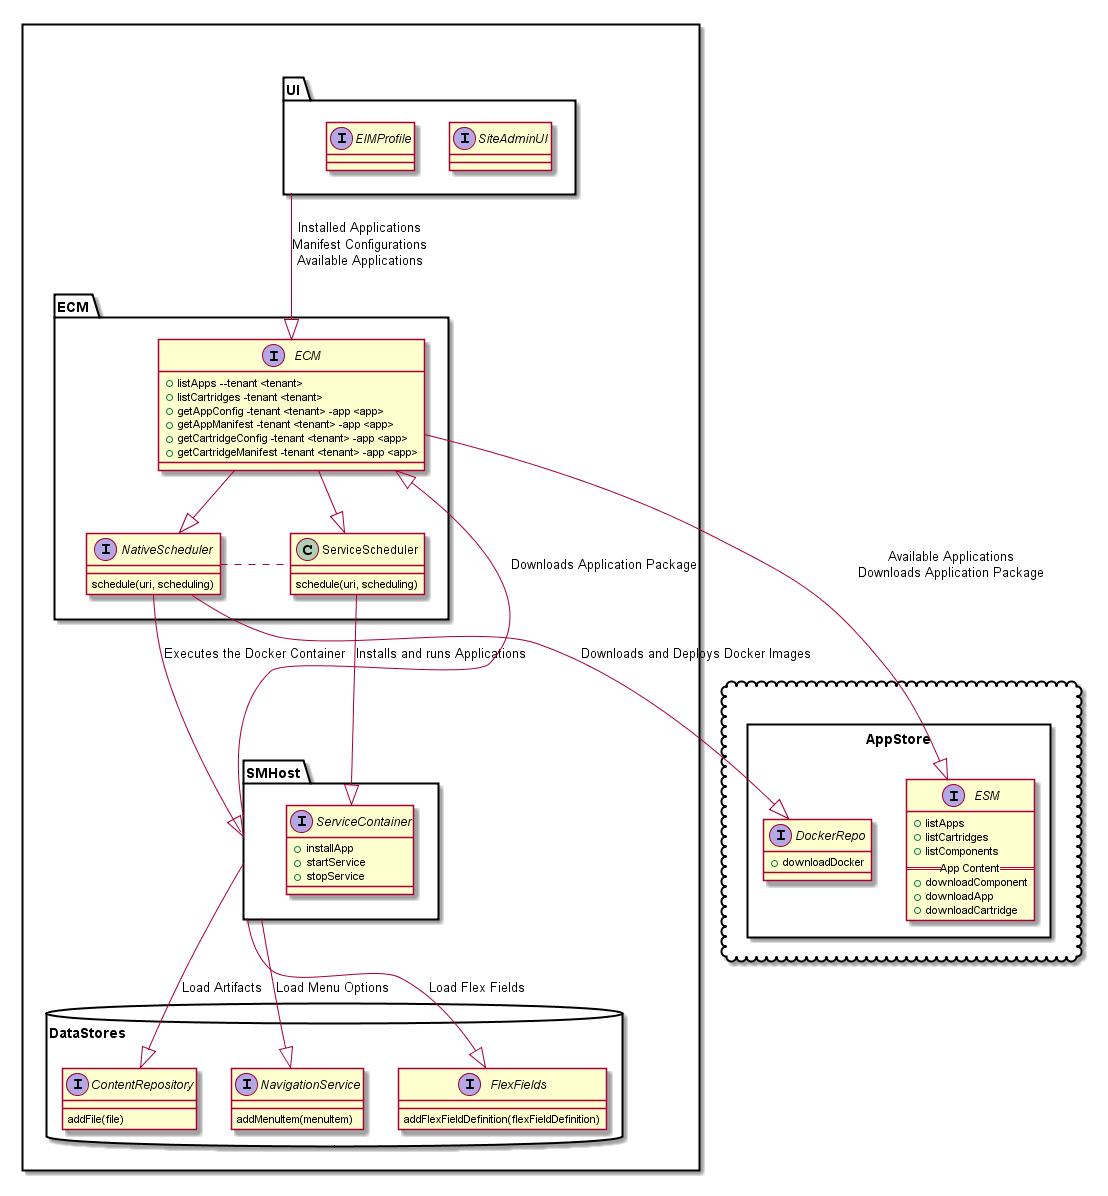 UI
I EIMProfile
I SiteAdminUI
Installed Applications
Manifest Configurations
Available Applications
ECM
I ECM
listApps --tenant <tenant>
listCartridges -tenant <tenant>
getAppConfig -tenant <tenant> -app <app>
getAppManifest -tenant <tenant> -app <app>
getCartridgeConfig -tenant <tenant> -app <app>
getCartridgeManifest -tenant <tenant> -app <app>
I NativeScheduler
schedule(uri, scheduling)
C ServiceScheduler
schedule(uri, scheduling)
Downloads Application Package
Available Applications
Downloads Application Package
Executes the Docker Container
Installs and runs Applications
Downloads and Deploys Docker Images
SMHost
I ServiceContainer
installApp
startService
stopService
AppStore
I DockerRepo
downloadDocker
I ESM
listApps
listCartridges
listComponents
App Content
downloadComponent
downloadApp
downloadCartridge
Load Artifacts
Load Menu Options
Load Flex Fields
DataStores
I ContentRepository
addFile(file)
I NavigationService
addMenuItem(menuItem)
I FlexFields
addFlexFieldDefinition(flexFieldDefinition)